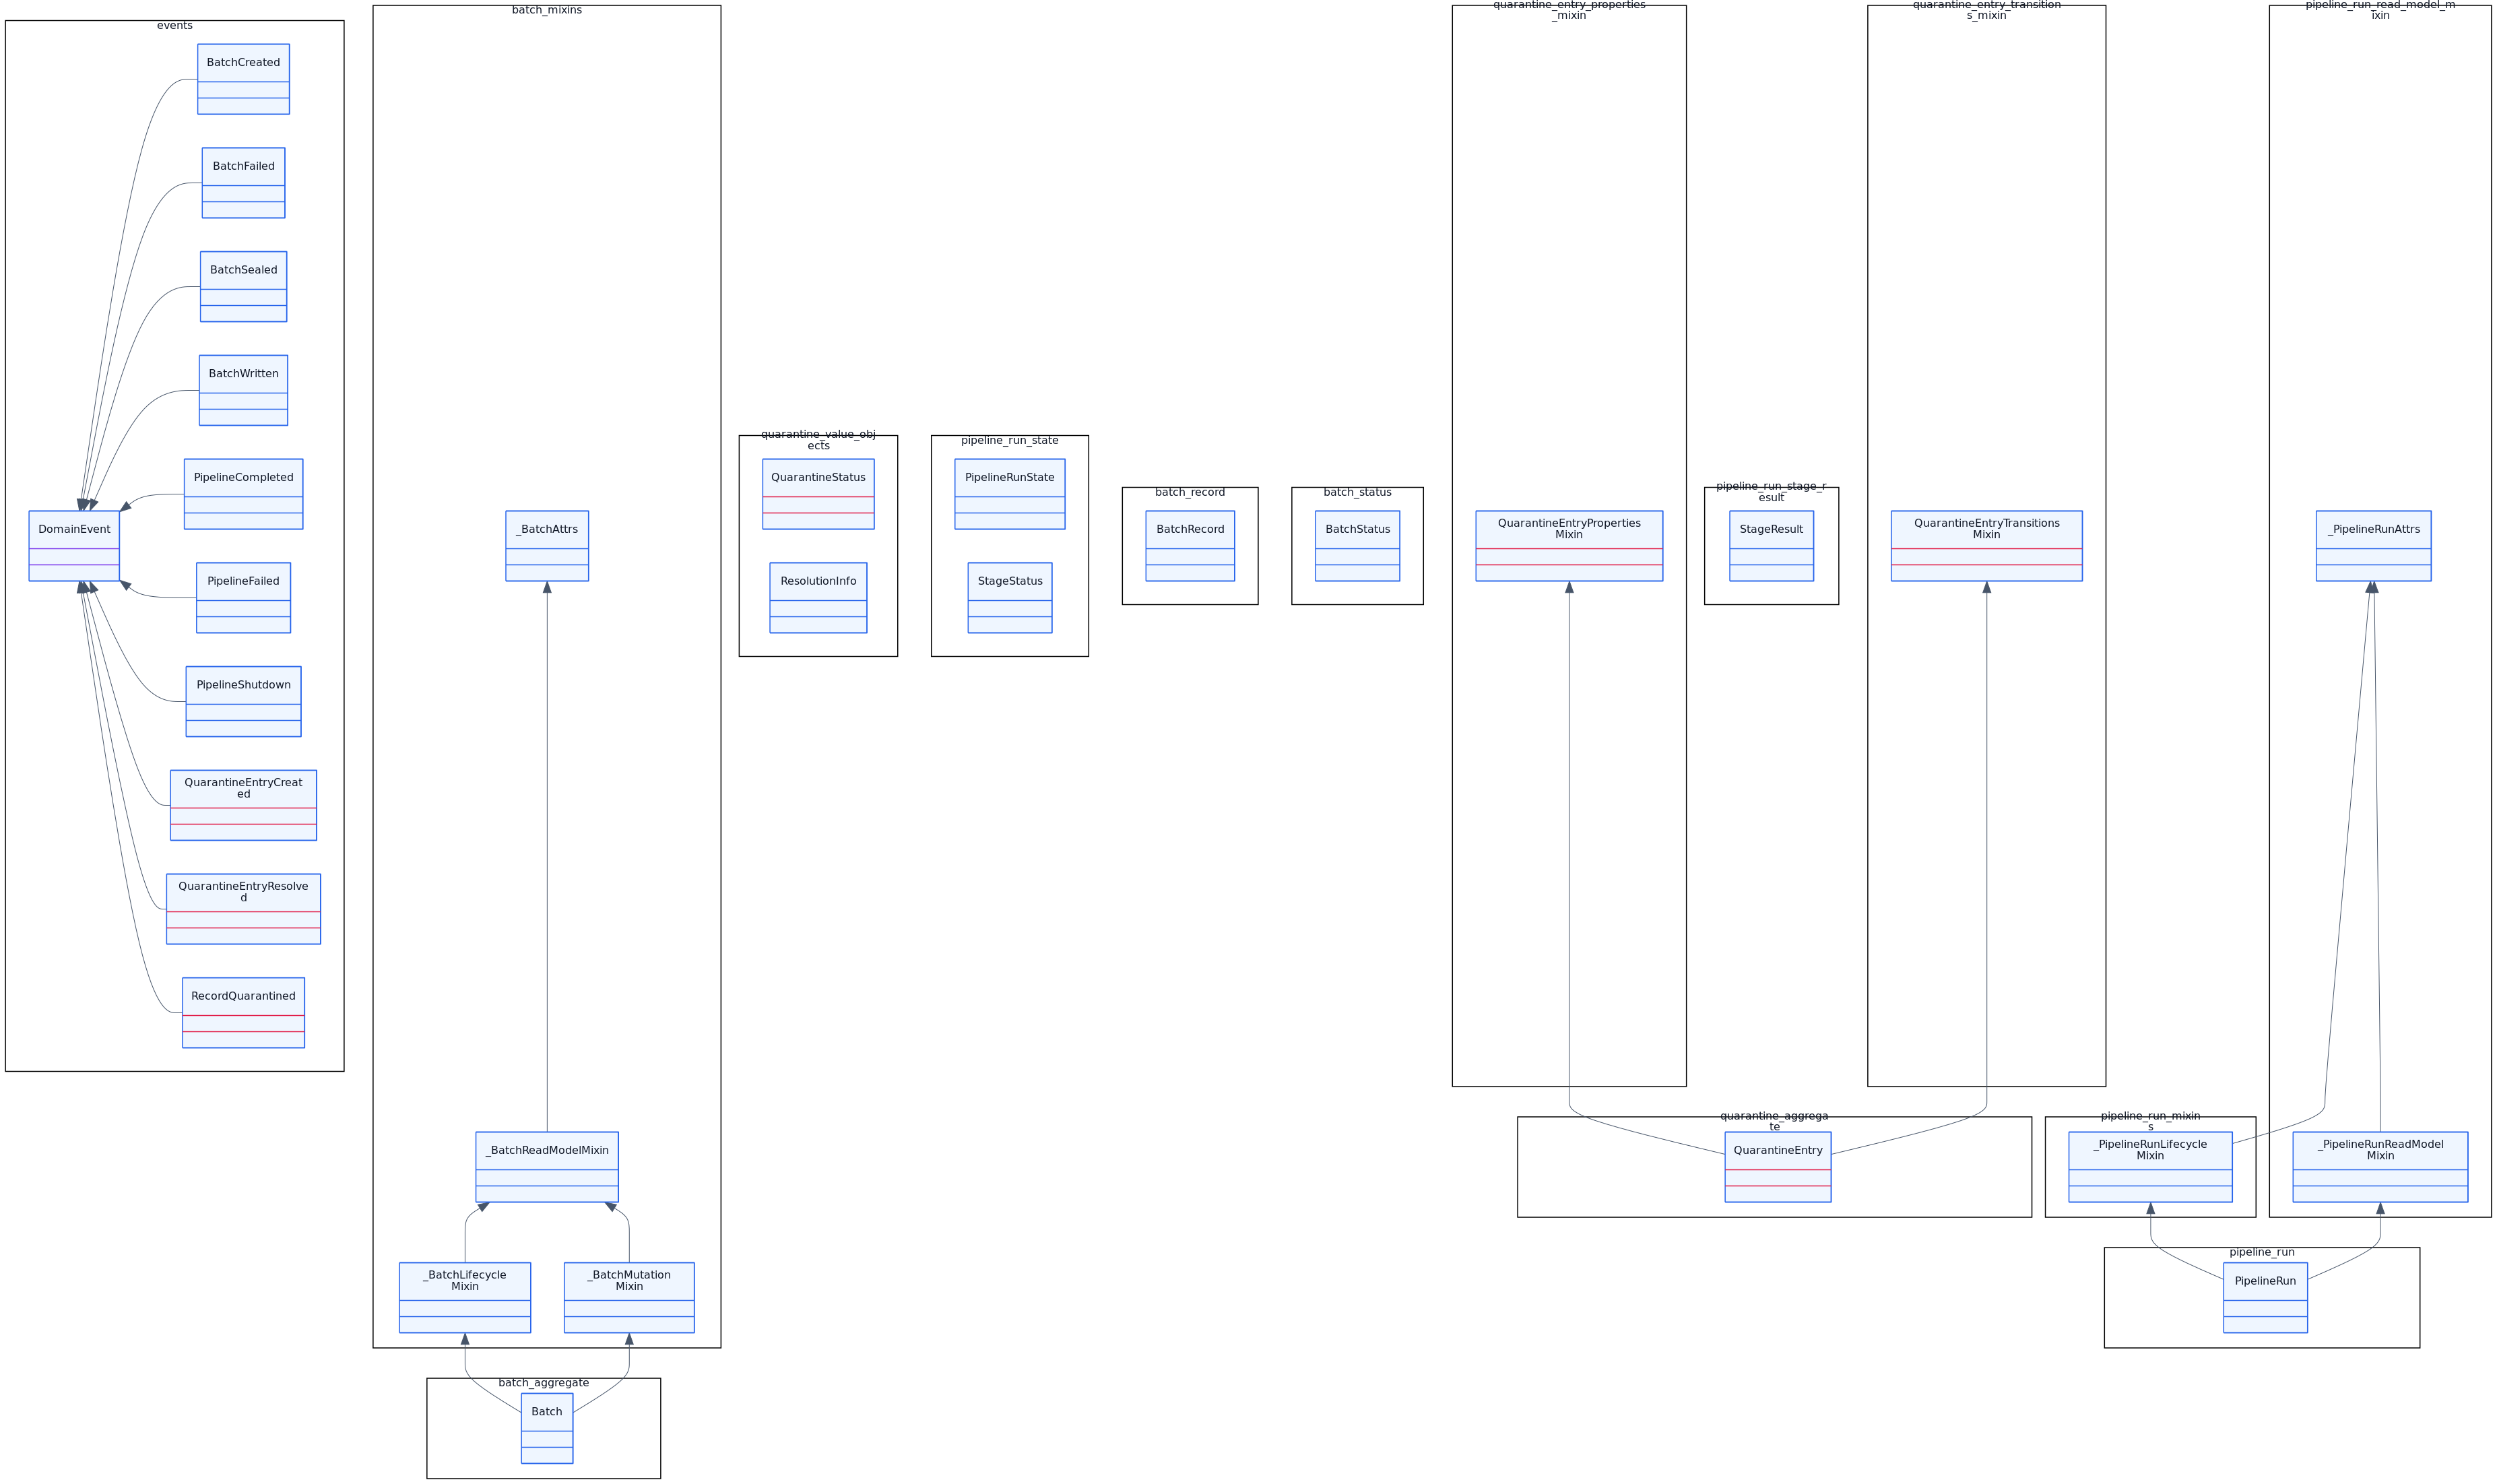 events
BatchCreated
BatchFailed
BatchSealed
BatchWritten
PipelineCompleted
DomainEvent
PipelineFailed
PipelineShutdown
QuarantineEntryCreat
ed
QuarantineEntryResolve
d
RecordQuarantined
batch_mixins
_BatchAttrs
_BatchReadModelMixin
_BatchLifecycle
Mixin
_BatchMutation
Mixin
batch_aggregate
Batch
quarantine_value_obj
ects
QuarantineStatus
ResolutionInfo
pipeline_run_state
PipelineRunState
StageStatus
batch_record
BatchRecord
batch_status
BatchStatus
quarantine_entry_properties
_mixin
QuarantineEntryProperties
Mixin
pipeline_run_stage_r
esult
StageResult
quarantine_entry_transition
s_mixin
QuarantineEntryTransitions
Mixin
quarantine_aggrega
te
QuarantineEntry
pipeline_run_read_model_m
ixin
_PipelineRunAttrs
pipeline_run_mixin
s
_PipelineRunLifecycle
Mixin
_PipelineRunReadModel
Mixin
pipeline_run
PipelineRun